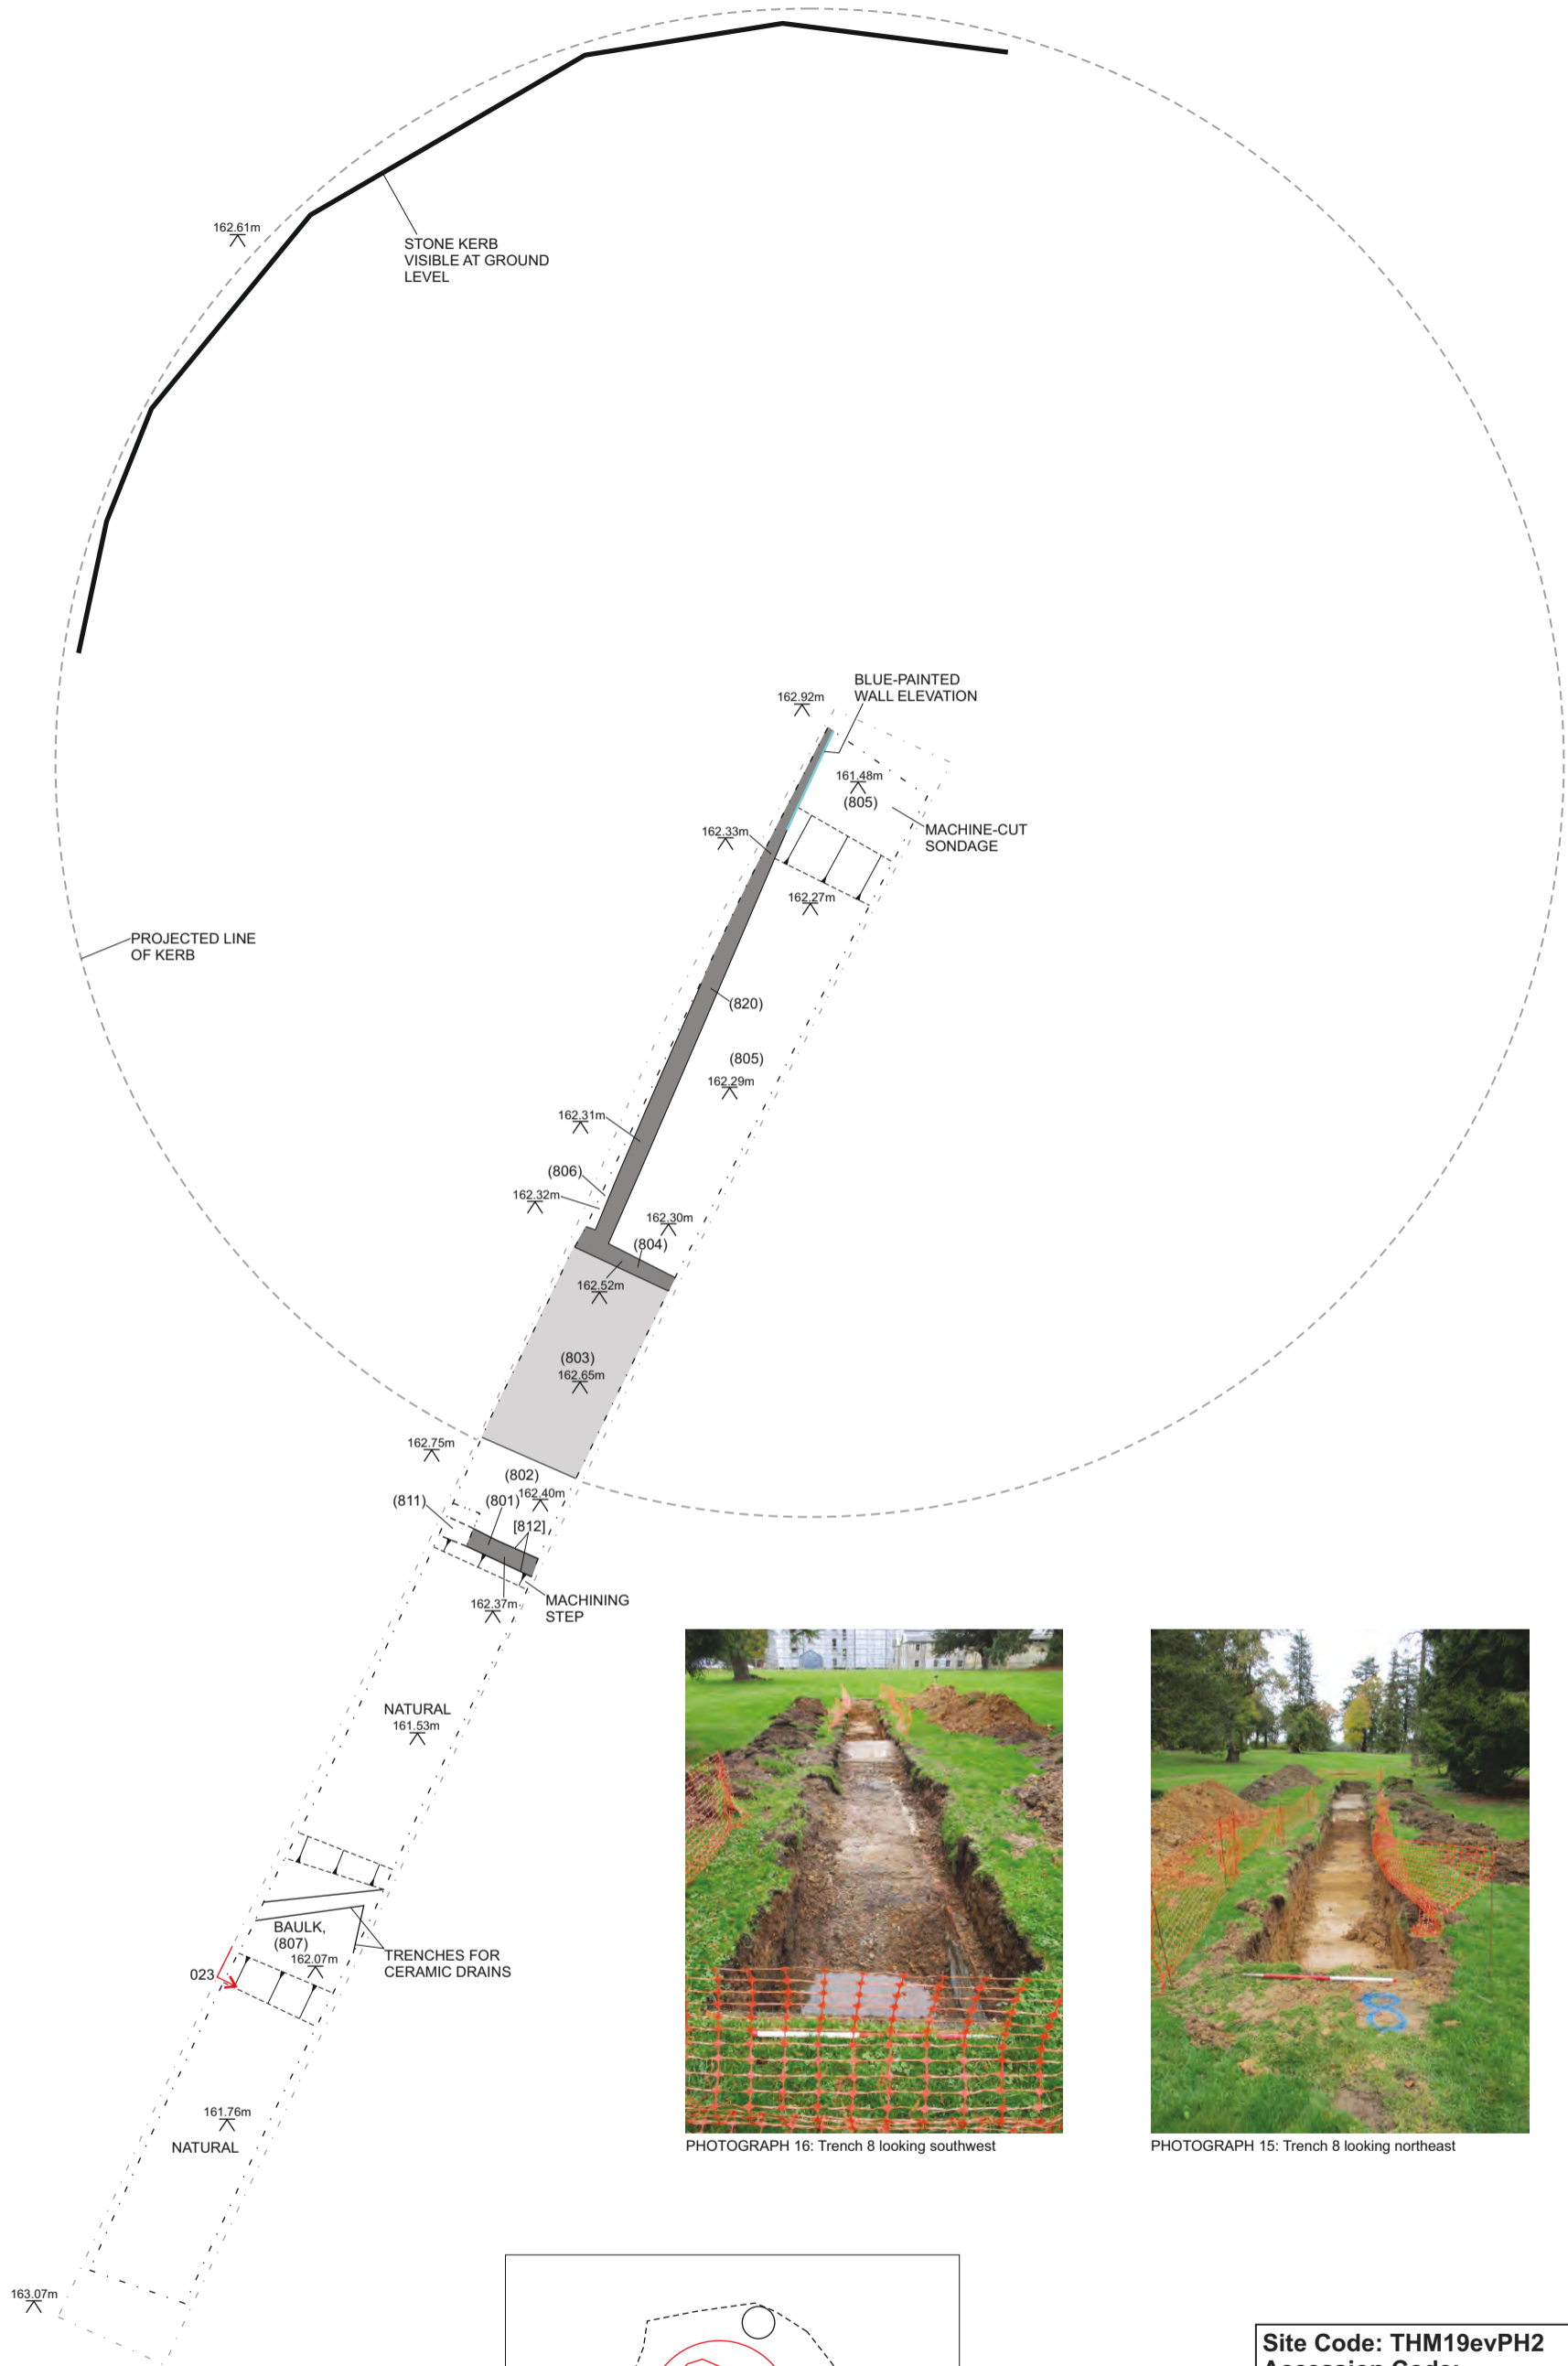 162.61m
STONE KERB
VISIBLE AT GROUND
LEVEL
BLUE-PAINTED
WALL ELEVATION
162.92m
161.48m
(805)
MACHINE-CUT
SONDAGE
162.33m
162.27m
PROJECTED LINE
OF KERB
(820)
(805)
162.29m
162.31m
(806)
162.32m
162.30m
(804)
162.52m
(803)
162.65m
162.75m
(802)
(811)
(801)
162.40m
[812]
162.37m
MACHINING
STEP
NATURAL
161.53m
BAULK,
(807)
162.07m
TRENCHES FOR
CERAMIC DRAINS
023
161.76m
NATURAL
163.07m
8
PHOTOGRAPH 16: Trench 8 looking southwest
PHOTOGRAPH 15: Trench 8 looking northeast
Site Code: THM19evPH2
Accession Code: